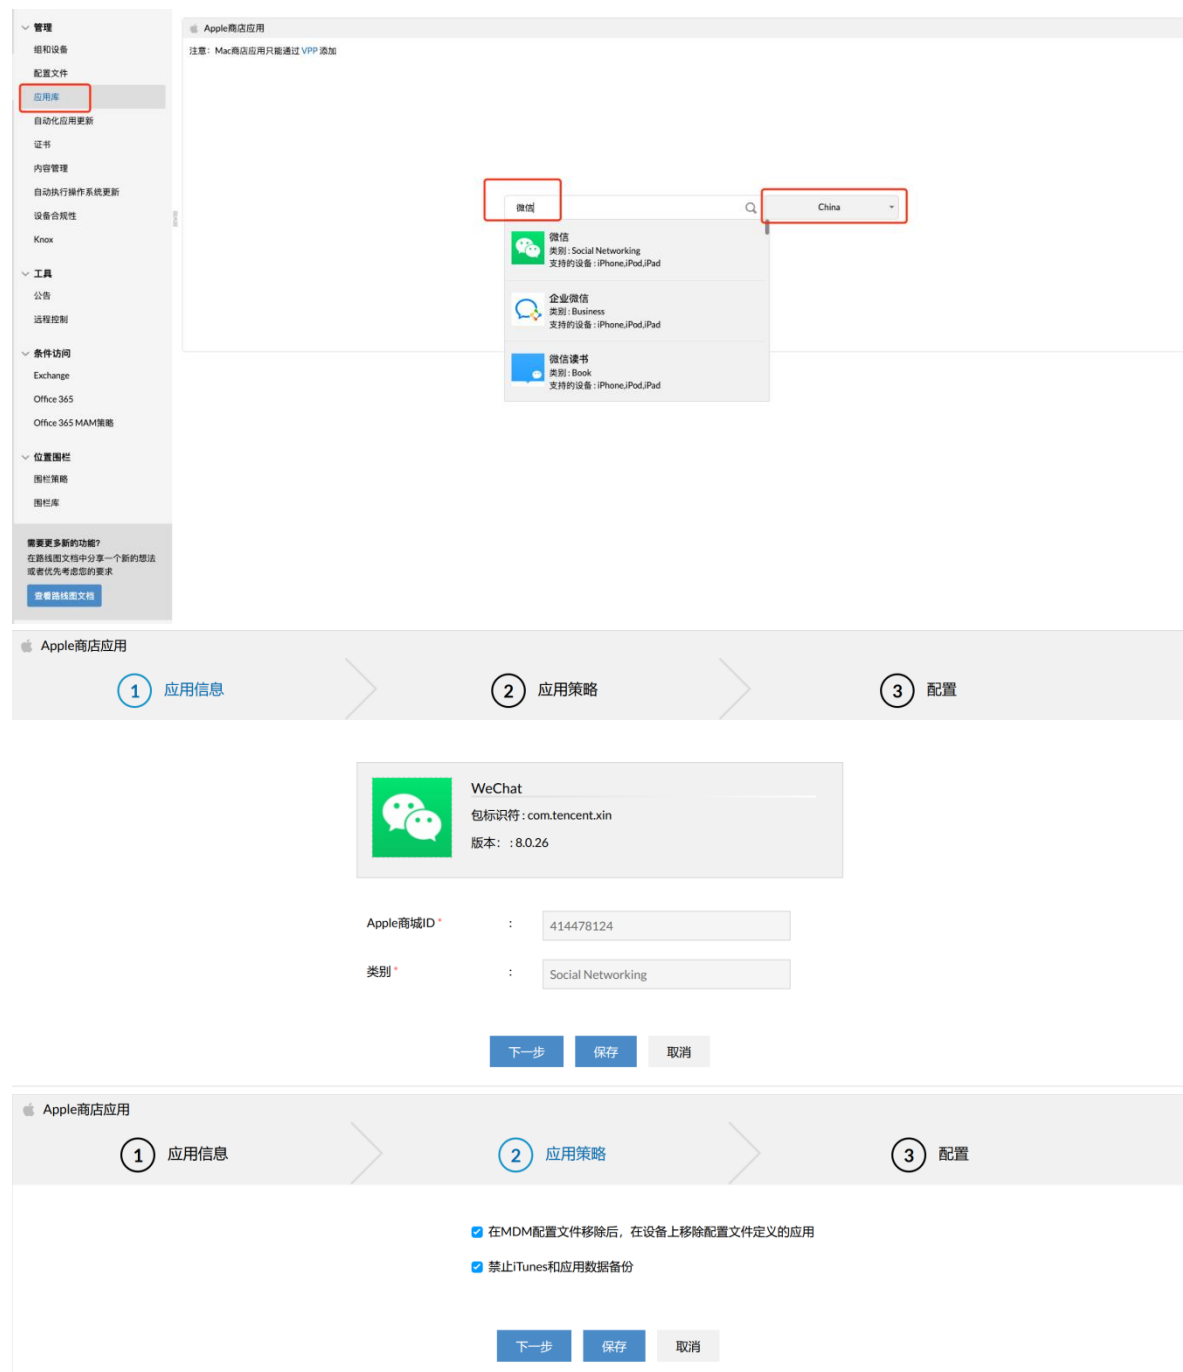 管理
组和设备
配置文件
应用库
自动化应用更新
证书
内容管理
自动执行操作系统更新
设备合规性
Knox
工具
公告
远程控制
条件访问
Exchange
Office 365
Office 365 MAM策略
位置围栏
围栏策略
围栏库
需要更多新的功能?
在路线图文档中分享一个新的想法
或者优先考虑您的要求
查看路线图文档
Apple商店应用
注意：Mac商店应用只能通过 VPP 添加
微信
China
微信
类别 : Social Networking
支持的设备 : iPhone,iPod,iPad
企业微信
类别 : Business
支持的设备 : iPhone,iPod,iPad
微信读书
类别 : Book
支持的设备 : iPhone,iPod,iPad
Apple商店应用
1 应用信息
2 应用策略
3 配置
WeChat
包标识符 : com.tencent.xin
版本： : 8.0.26
Apple商城ID * : 414478124
类别 * : Social Networking
下一步 保存 取消
Apple商店应用
1 应用信息
2 应用策略
3 配置
在MDM配置文件移除后，在设备上移除配置文件定义的应用
禁止iTunes和应用数据备份
下一步 保存 取消